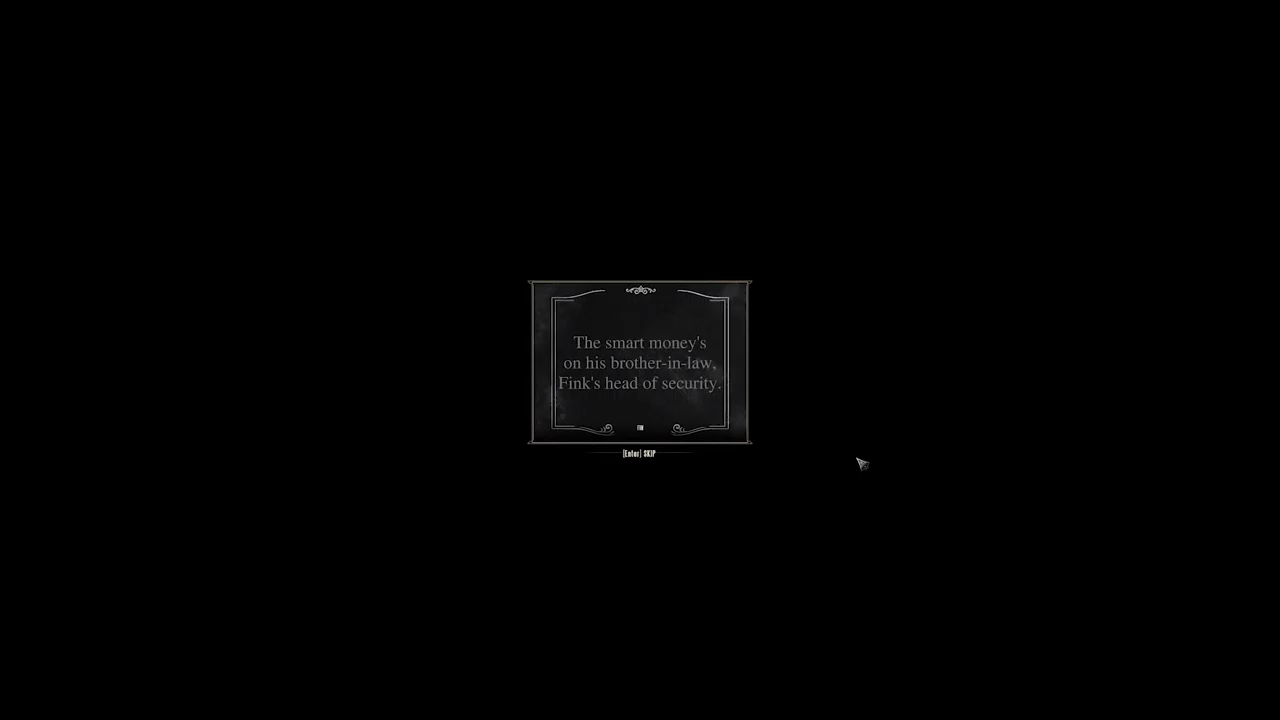 The smart money's
on his brother-in-law,
Fink's head of security.
[Enter] SKIP